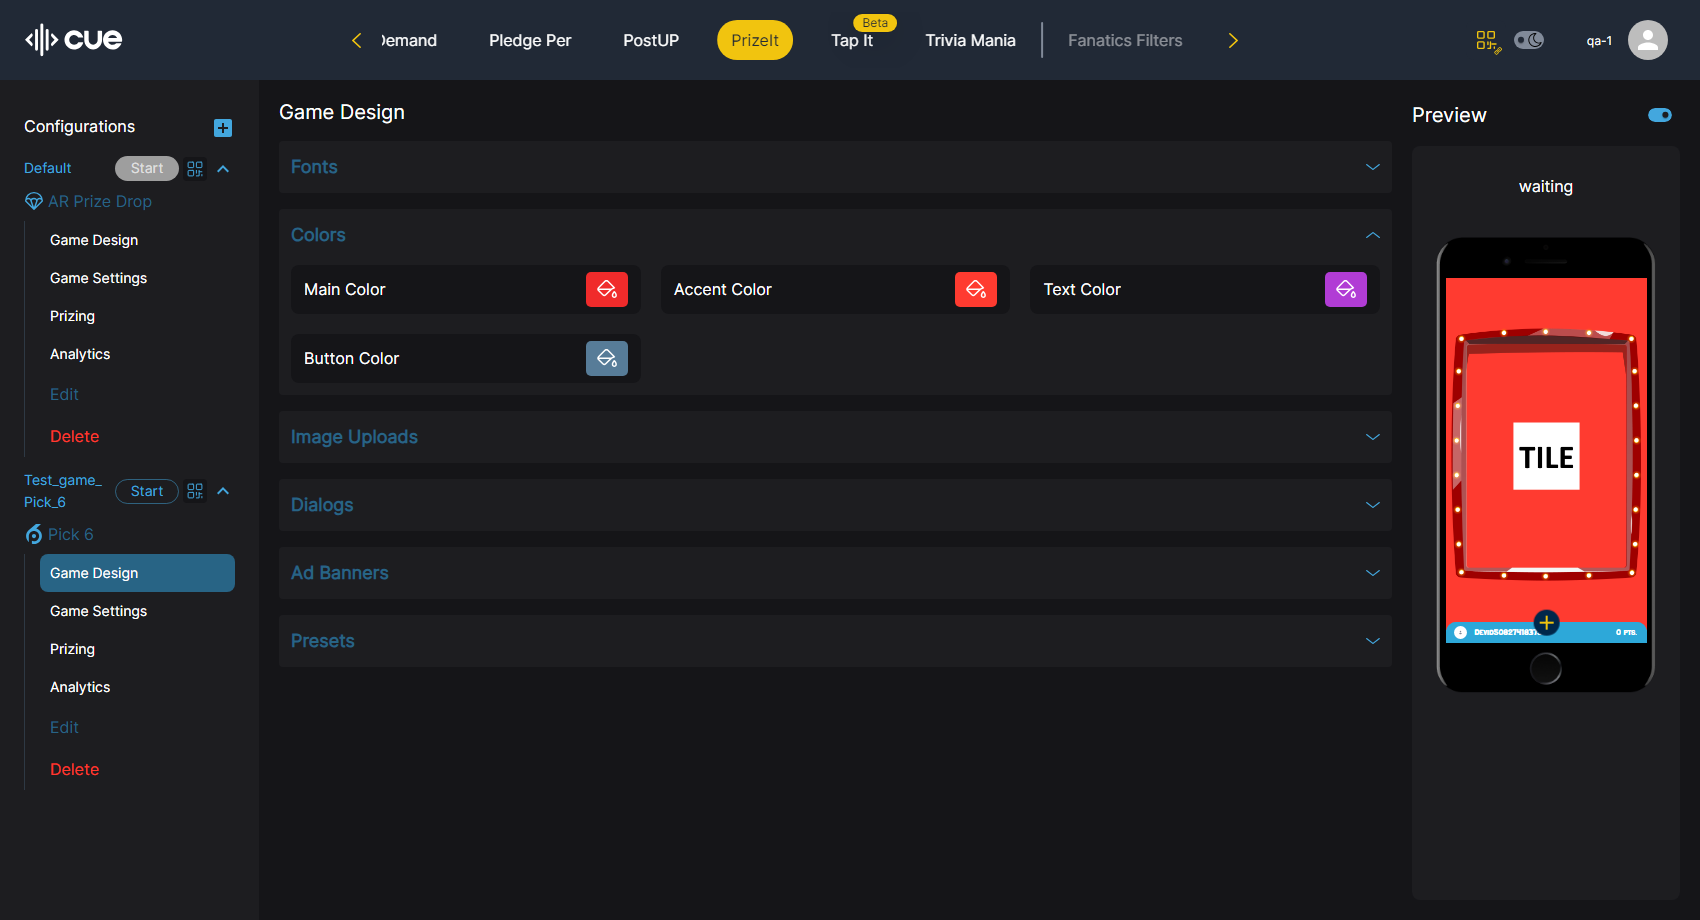 cue
Demand
Pledge Per
PostUP
PrizeIt
Beta
Tap It
Trivia Mania
Fanatics Filters
qa-1
Configurations
Default
Start
AR Prize Drop
Game Design
Game Settings
Prizing
Analytics
Edit
Delete
Test_game_
Pick_6
Start
Pick 6
Game Design
Game Settings
Prizing
Analytics
Edit
Delete
Game Design
Fonts
Colors
Main Color
Accent Color
Text Color
Button Color
Image Uploads
Dialogs
Ad Banners
Presets
Preview
waiting
TILE
0 PTS.